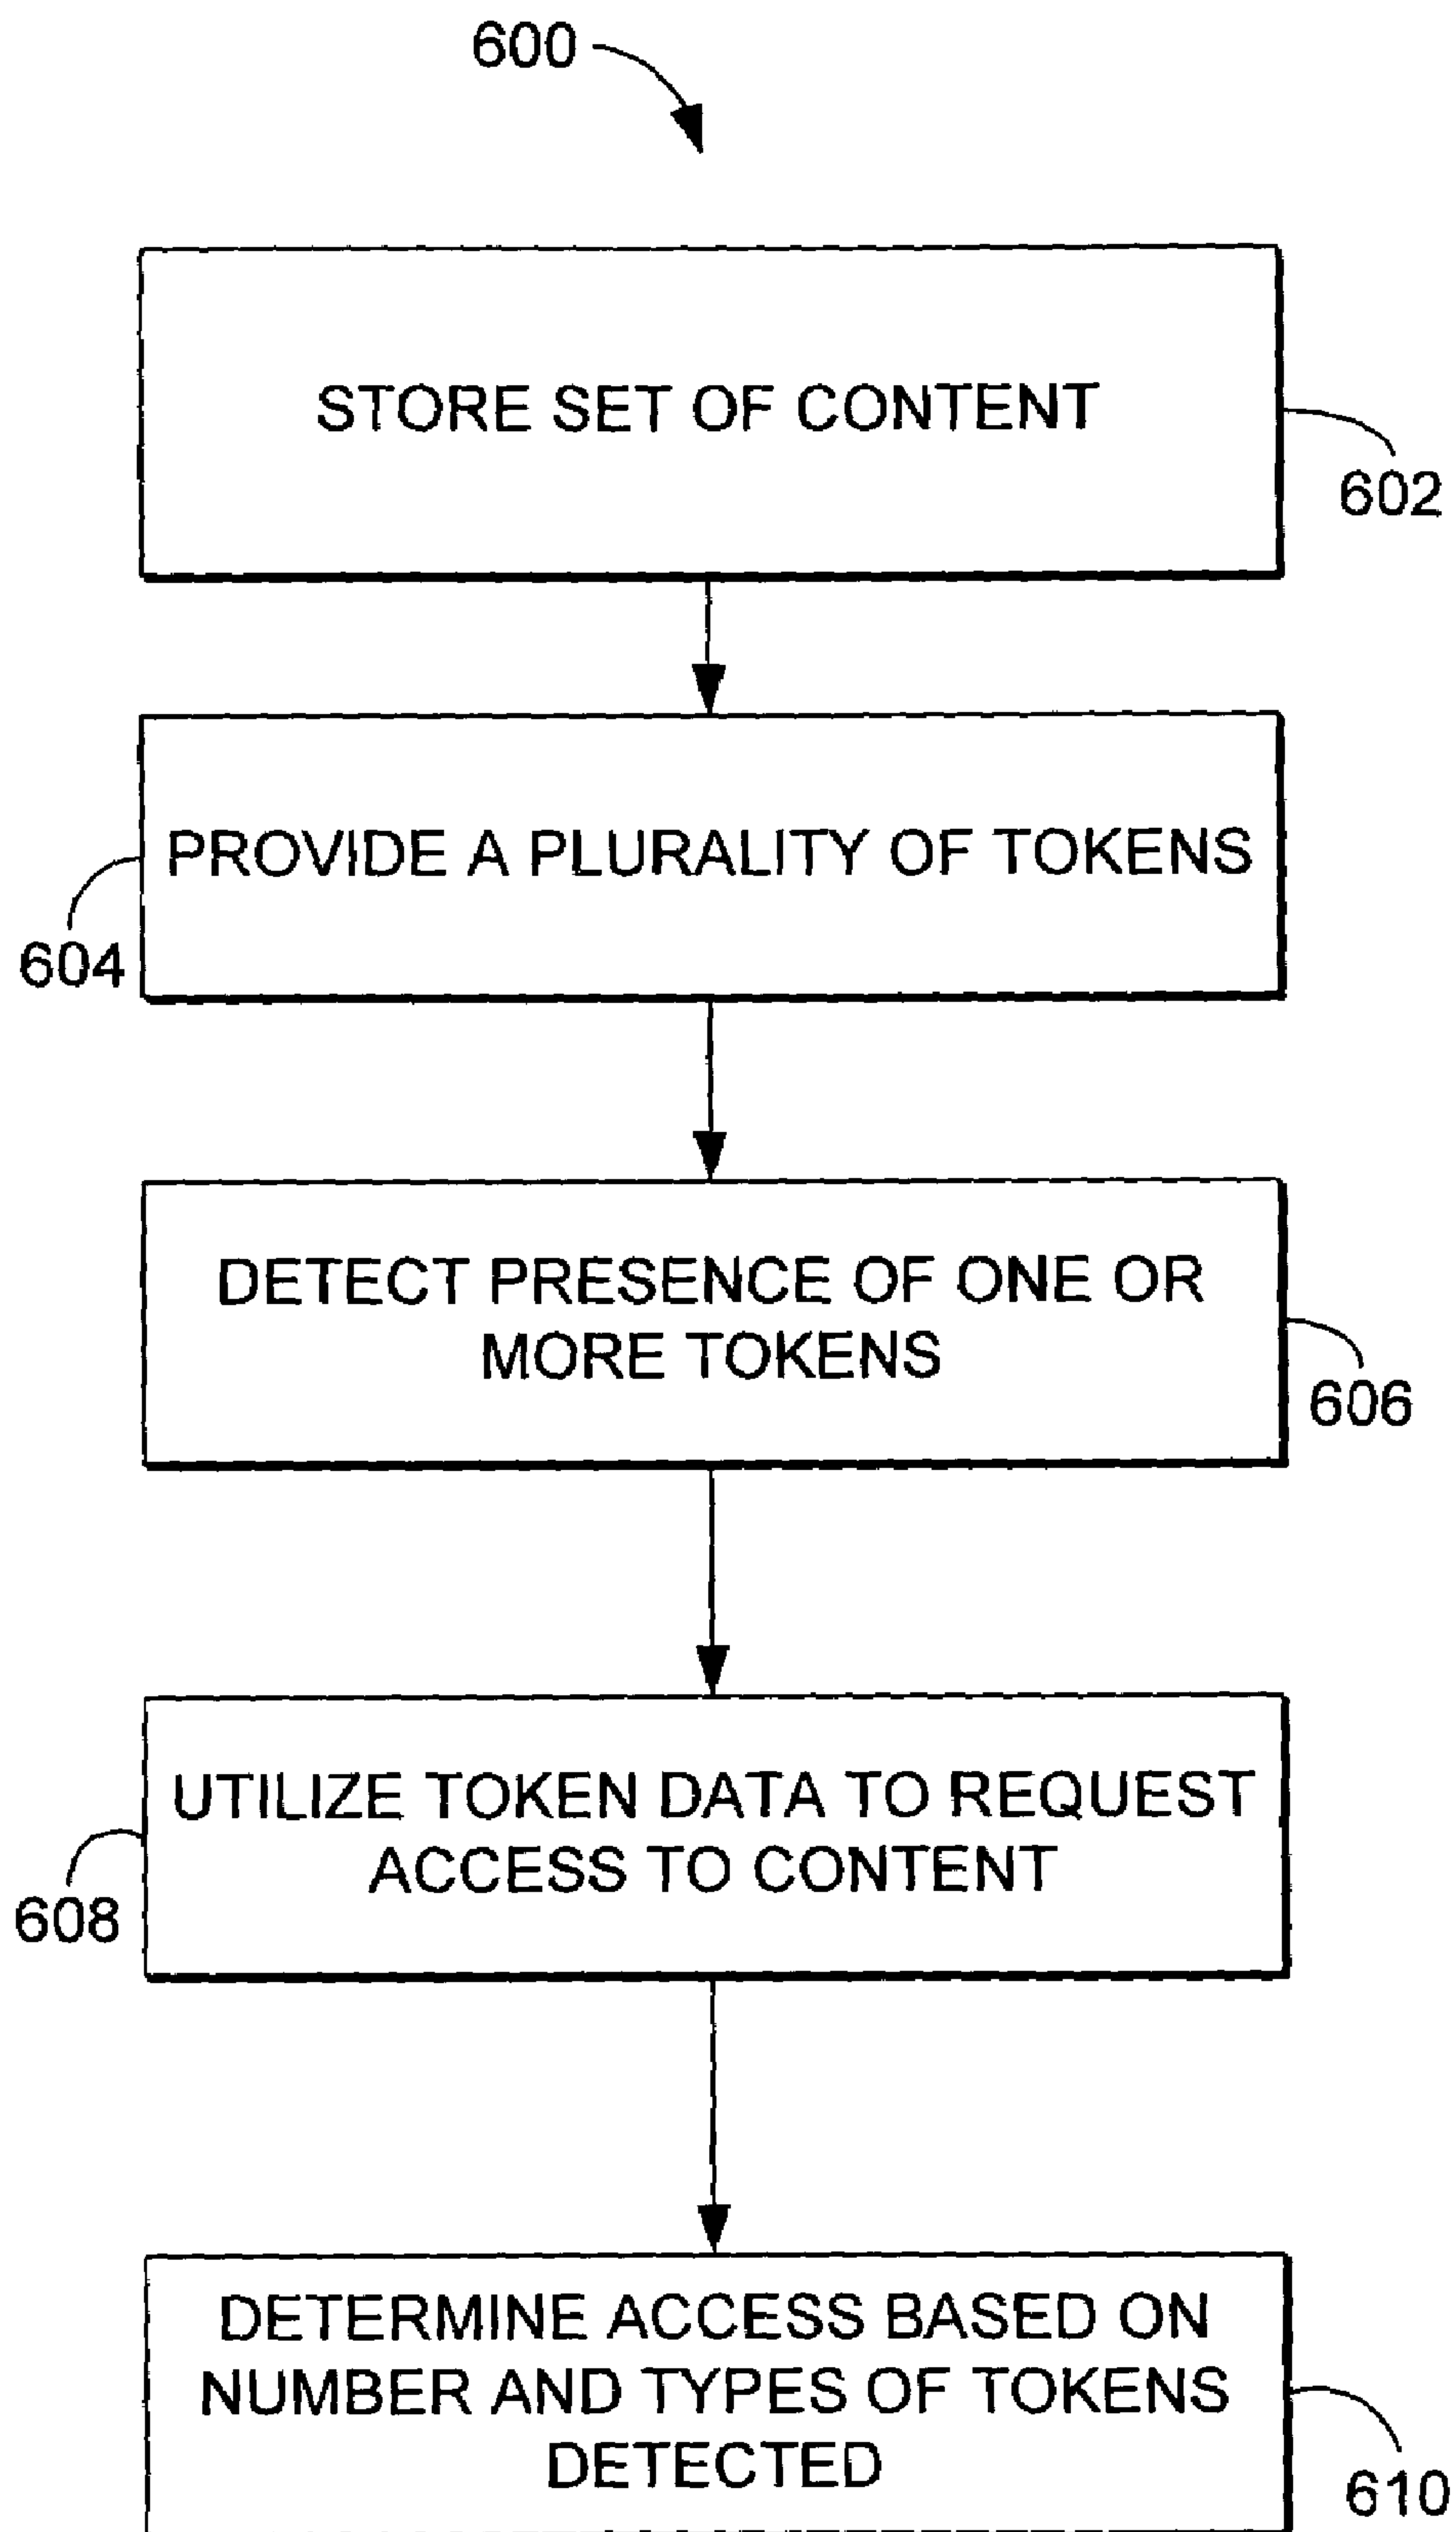 600
STORE SET OF CONTENT
602
PROVIDE A PLURALITY OF TOKENS
604
DETECT PRESENCE OF ONE OR
MORE TOKENS
606
UTILIZE TOKEN DATA TO REQUEST
ACCESS TO CONTENT
608
DETERMINE ACCESS BASED ON
NUMBER AND TYPES OF TOKENS
DETECTED
610